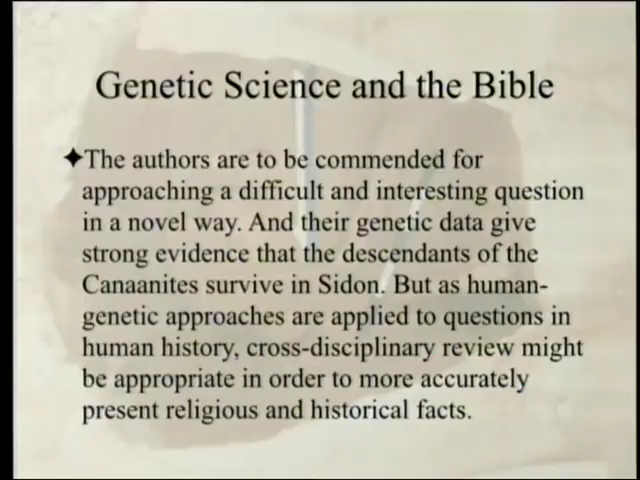 Genetic Science and the Bible
✦The authors are to be commended for
approaching a difficult and interesting question
in a novel way. And their genetic data give
strong evidence that the descendants of the
Canaanites survive in Sidon. But as human-
genetic approaches are applied to questions in
human history, cross-disciplinary review might
be appropriate in order to more accurately
present religious and historical facts.